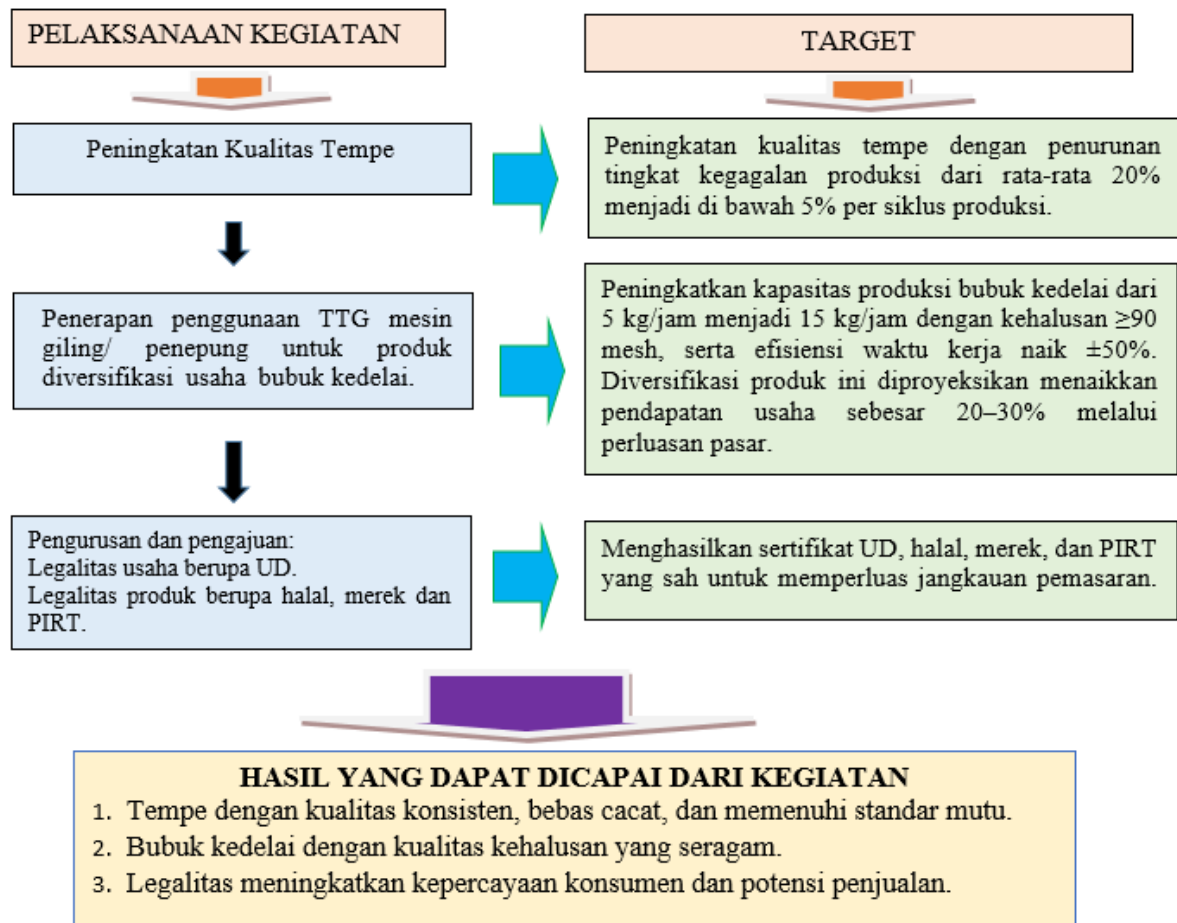 PELAKSANAAN KEGIATAN
TARGET
Peningkatan Kualitas Tempe
Peningkatan kualitas tempe dengan penurunan
tingkat kegagalan produksi dari rata-rata 20%
menjadi di bawah 5% per siklus produksi.
Penerapan penggunaan TTG mesin
giling/ penepung untuk produk
diversifikasi usaha bubuk kedelai.
Peningkatkan kapasitas produksi bubuk kedelai dari
5 kg/jam menjadi 15 kg/jam dengan kehalusan ≥90
mesh, serta efisiensi waktu kerja naik ±50%.
Diversifikasi produk ini diproyeksikan menaikkan
pendapatan usaha sebesar 20–30% melalui
perluasan pasar.
Pengurusan dan pengajuan:
Legalitas usaha berupa UD.
Legalitas produk berupa halal, merek dan
PIRT.
Menghasilkan sertifikat UD, halal, merek, dan PIRT
yang sah untuk memperluas jangkauan pemasaran.
HASIL YANG DAPAT DICAPAI DARI KEGIATAN
1. Tempe dengan kualitas konsisten, bebas cacat, dan memenuhi standar mutu.
2. Bubuk kedelai dengan kualitas kehalusan yang seragam.
3. Legalitas meningkatkan kepercayaan konsumen dan potensi penjualan.